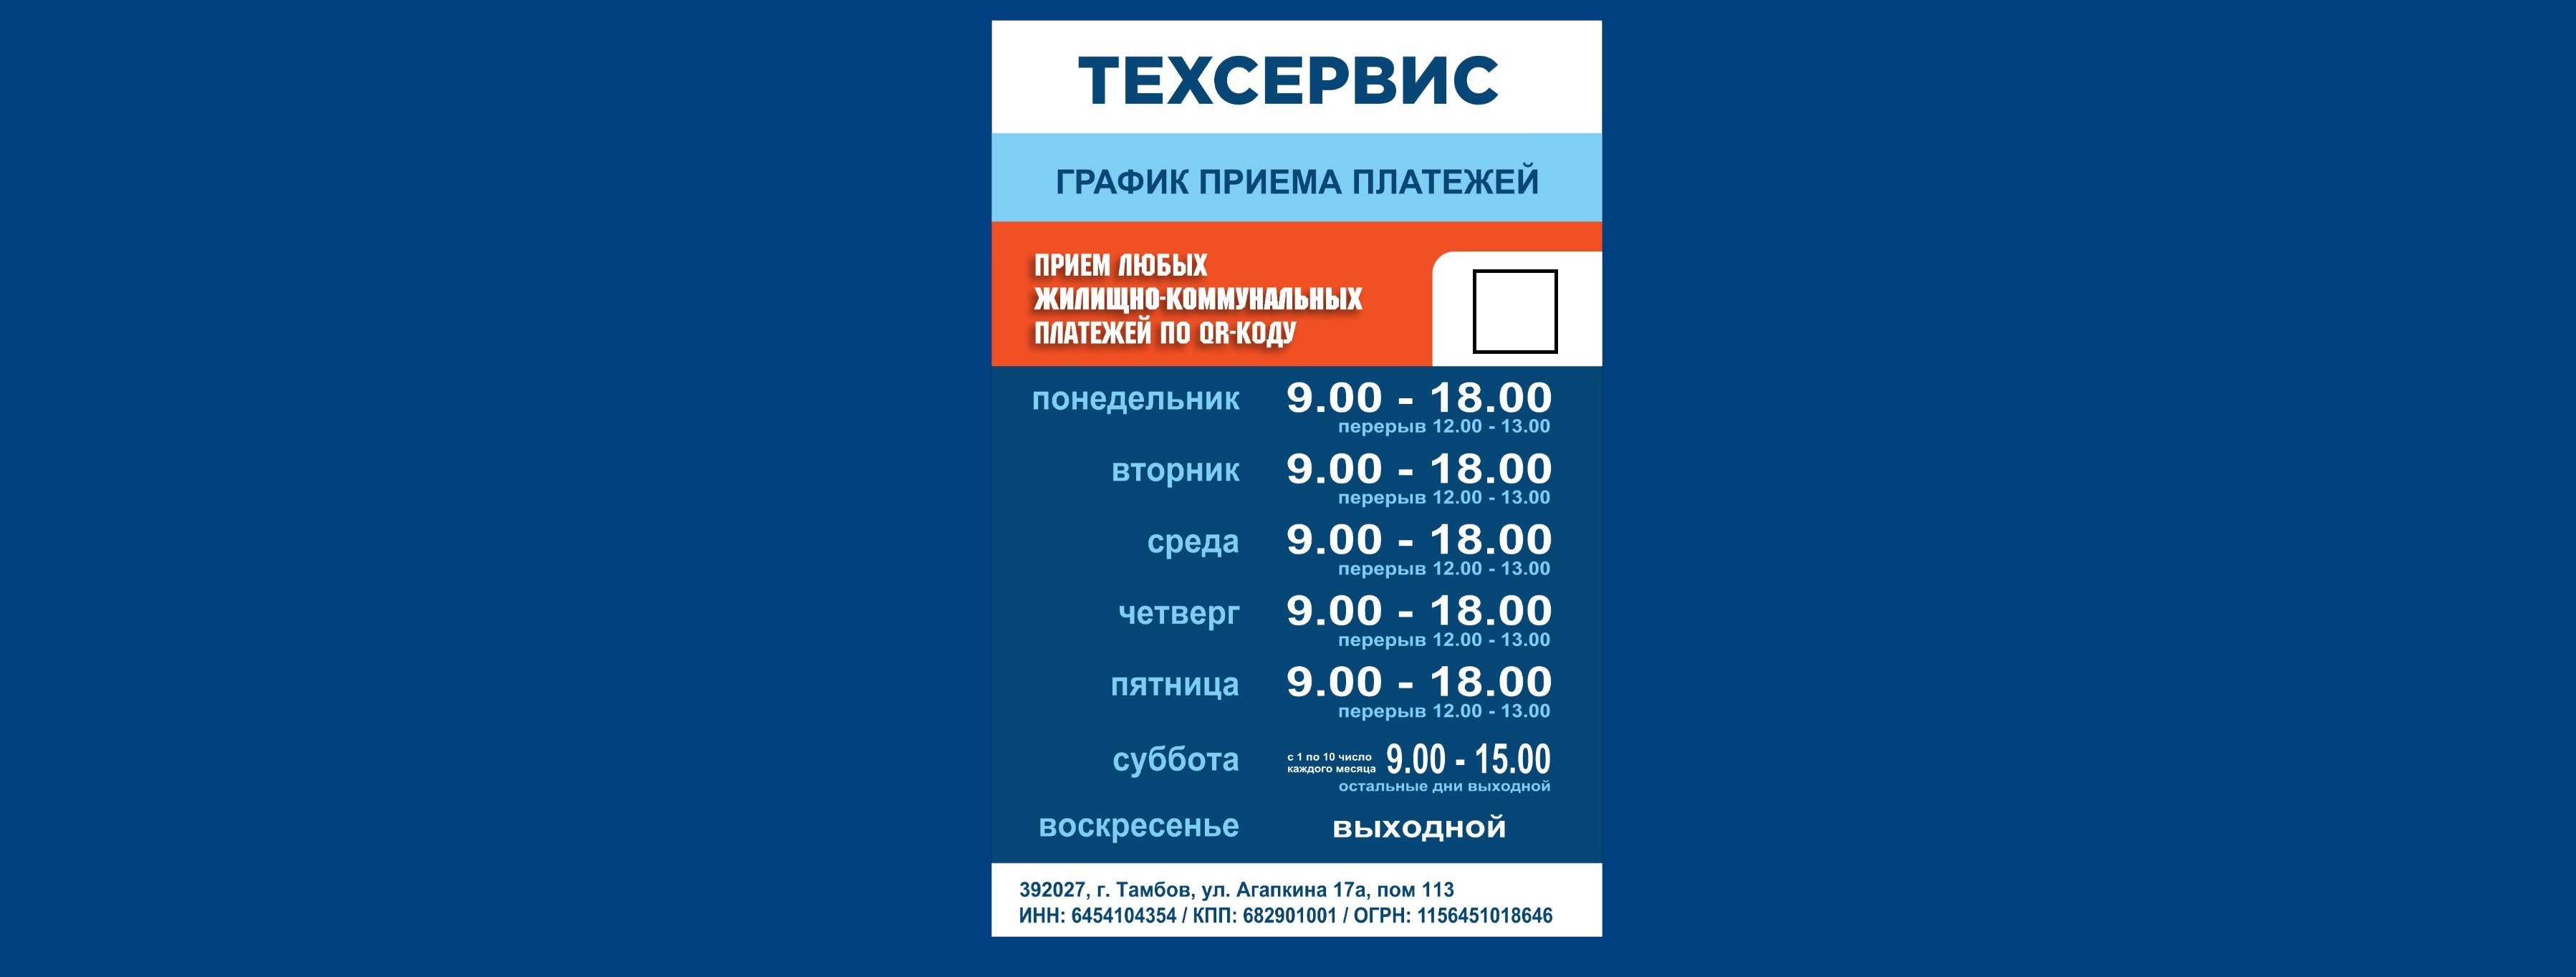 ТЕХСЕРВИС
ГРАФИК ПРИЕМА ПЛАТЕЖЕЙ
ПРИЕМ ЛЮБЫХ
ЖИЛИЩНО-КОММУНАЛЬНЫХ
ПЛАТЕЖЕЙ ПО QR-КОДУ
понедельник 9.00 - 18.00
перерыв 12.00 - 13.00
вторник 9.00 - 18.00
перерыв 12.00 - 13.00
среда 9.00 - 18.00
перерыв 12.00 - 13.00
четверг 9.00 - 18.00
перерыв 12.00 - 13.00
пятница 9.00 - 18.00
перерыв 12.00 - 13.00
суббота с 1 по 10 число каждого месяца 9.00 - 15.00
остальные дни выходной
воскресенье выходной
392027, г. Тамбов, ул. Агапкина 17а, пом 113
ИНН: 6454104354 / КПП: 682901001 / ОГРН: 1156451018646